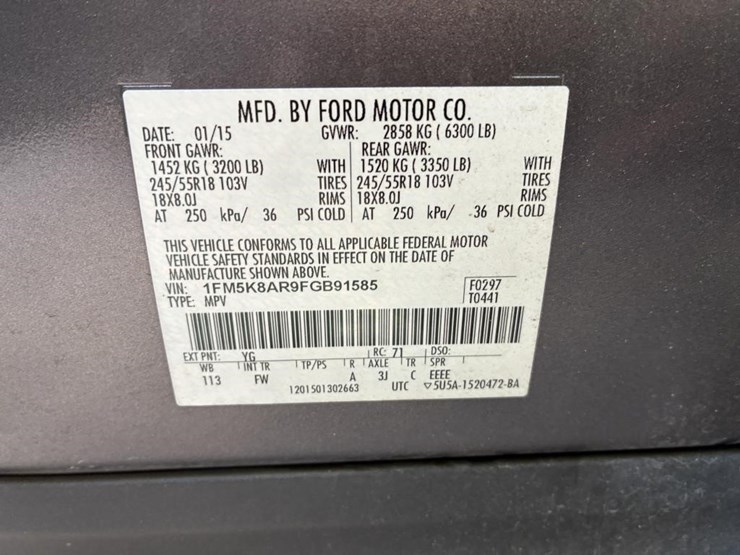 MFD. BY FORD MOTOR CO.
DATE: 01/15 GVWR: 2858 KG ( 6300 LB)
FRONT GAWR: REAR GAWR:
1452 KG ( 3200 LB) WITH 1520 KG ( 3350 LB) WITH
245/55R18 103V TIRES 245/55R18 103V TIRES
18X8.0J RIMS 18X8.0J RIMS
AT 250 kPa/ 36 PSI COLD AT 250 kPa/ 36 PSI COLD
THIS VEHICLE CONFORMS TO ALL APPLICABLE FEDERAL MOTOR
VEHICLE SAFETY STANDARDS IN EFFECT ON THE DATE OF
MANUFACTURE SHOWN ABOVE.
VIN: 1FM5K8AR9FGB91585 F0297
TYPE: MPV T0441
EXT PNT: YG RC: 71 DSO:
WB INT TR TP/PS R AXLE TR SPR
113 FW A 3J C EEEE
1201501302663 UTC ▽5U5A-1520472-BA